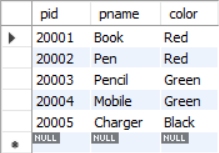 pid pname color
20001 Book Red
20002 Pen Red
20003 Pencil Green
20004 Mobile Green
20005 Charger Black
NULL NULL NULL